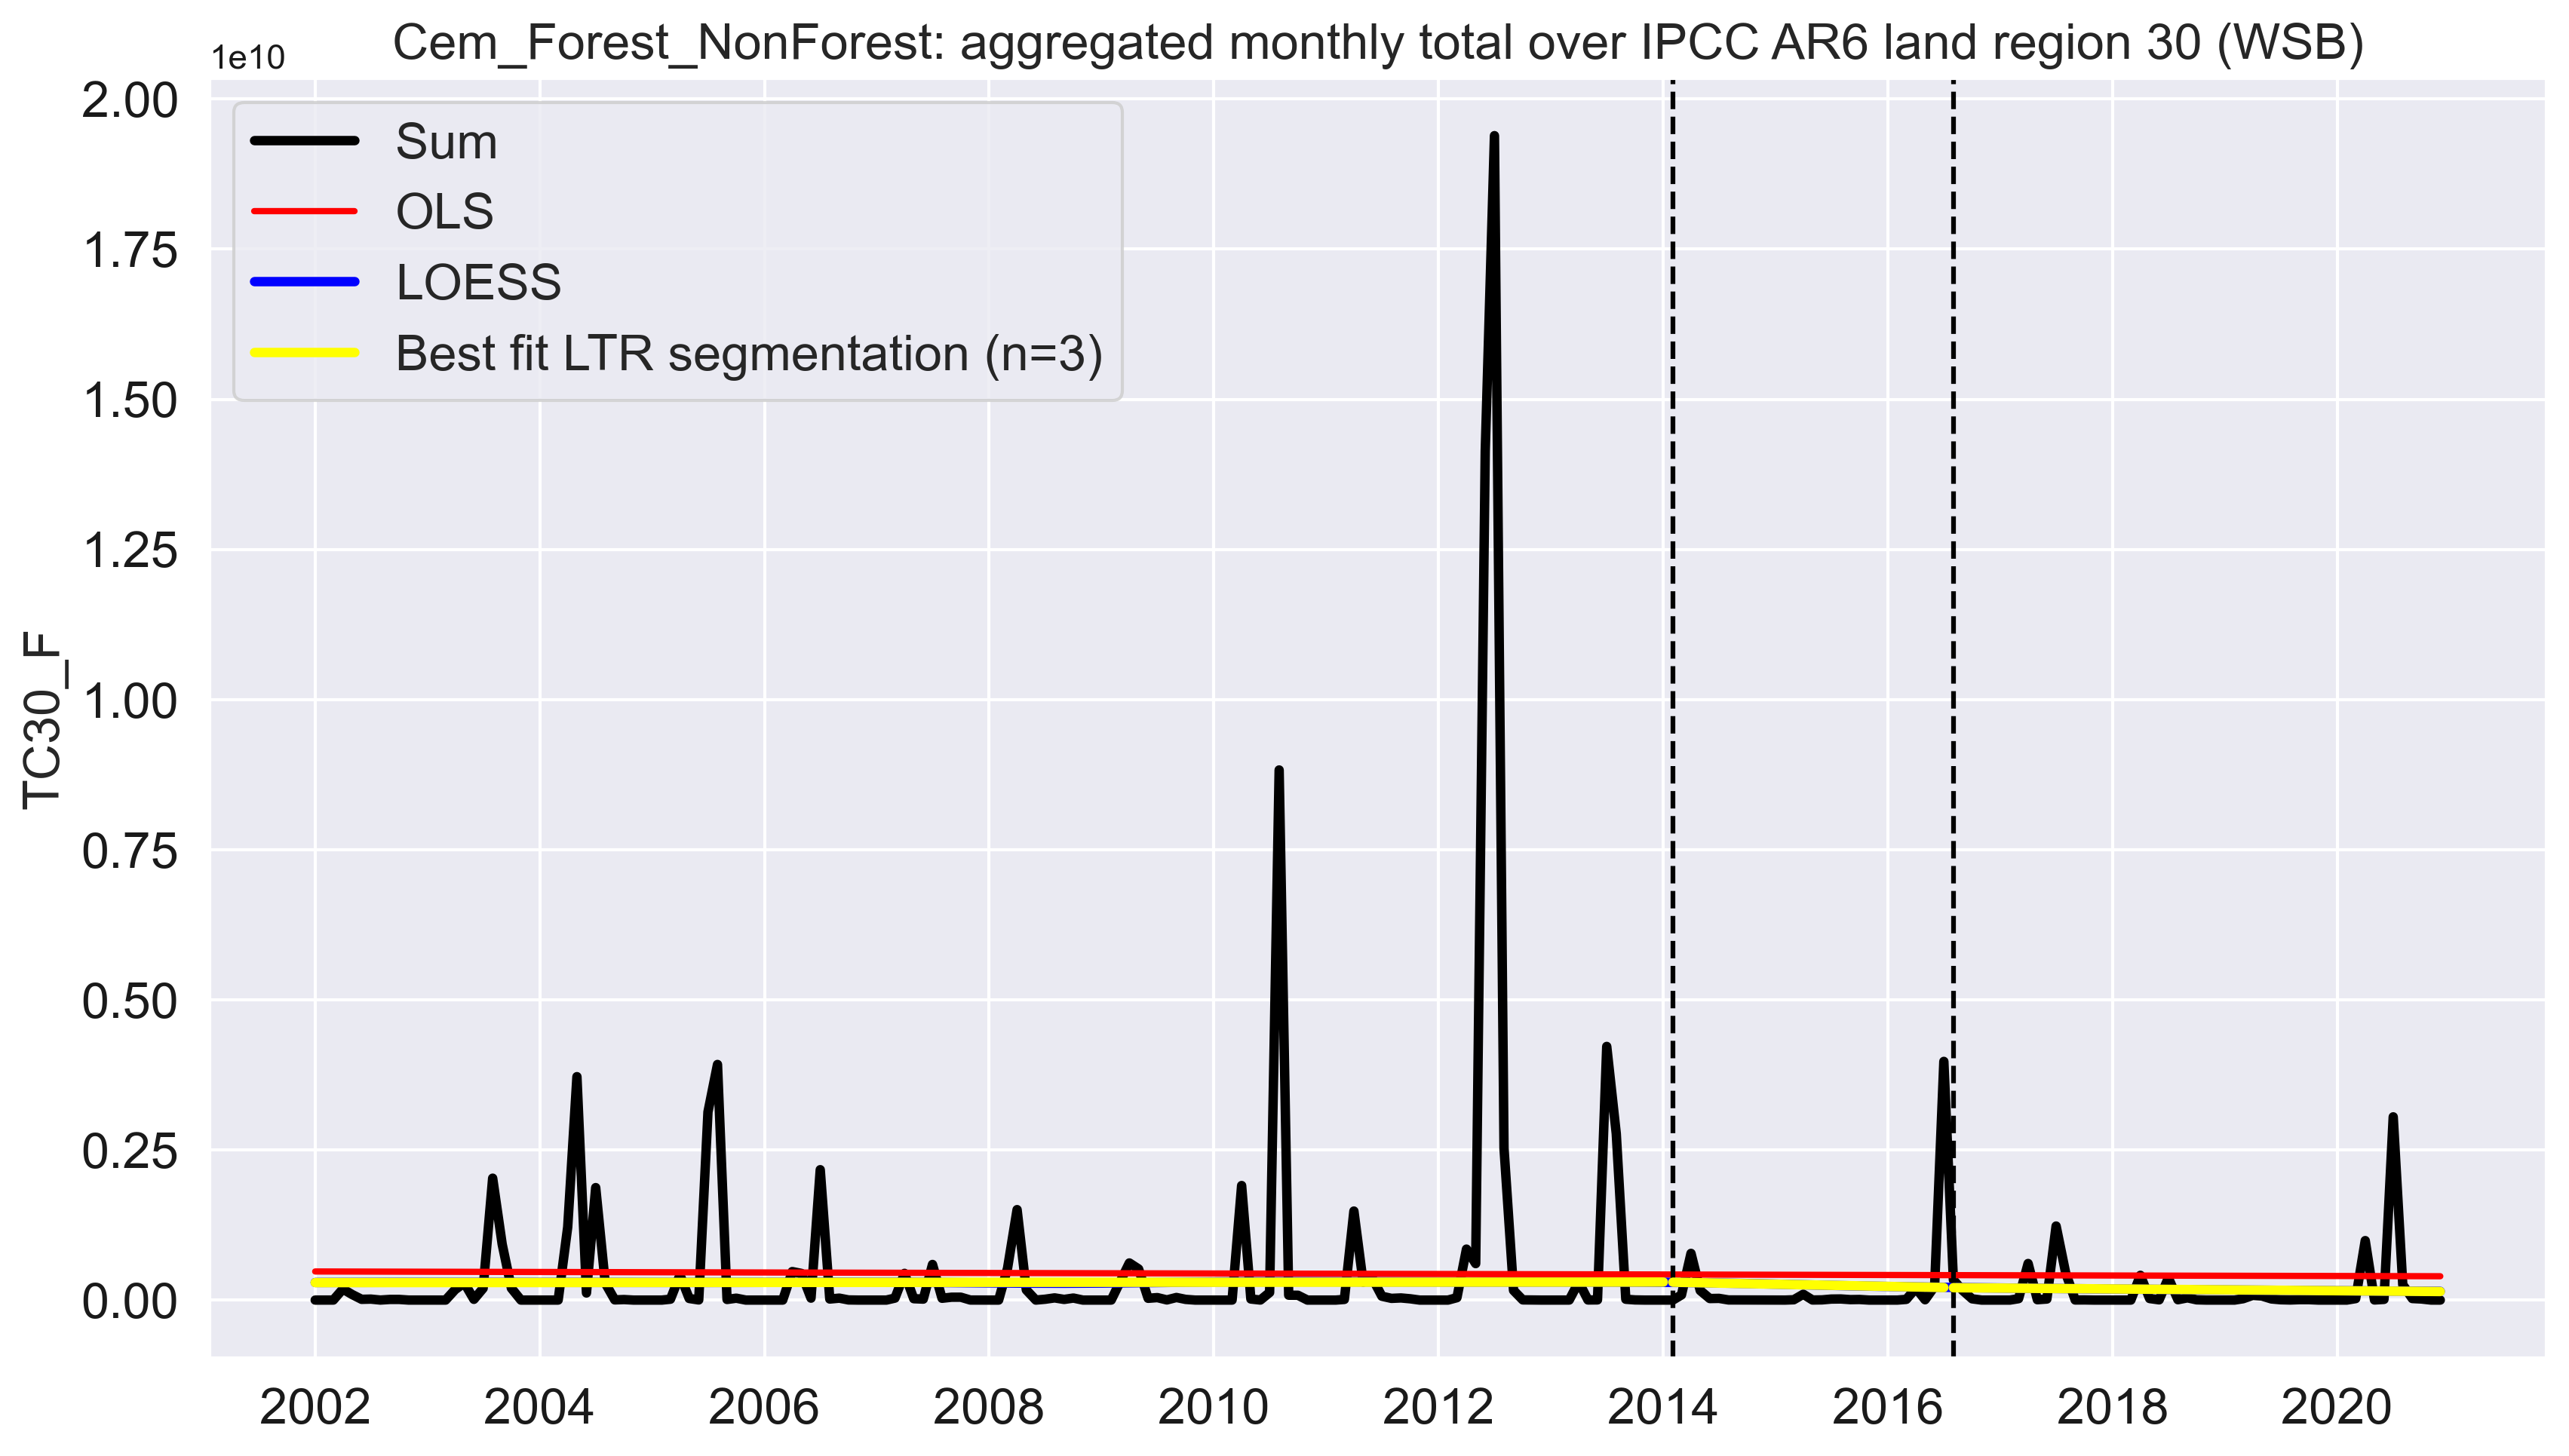 Cem_Forest_NonForest: aggregated monthly total over IPCC AR6 land region 30 (WSB)
1e10
2.00
1.75
1.50
1.25
1.00
0.75
0.50
0.25
0.00
TC30_F
Sum
OLS
LOESS
Best fit LTR segmentation (n=3)
2002 2004 2006 2008 2010 2012 2014 2016 2018 2020